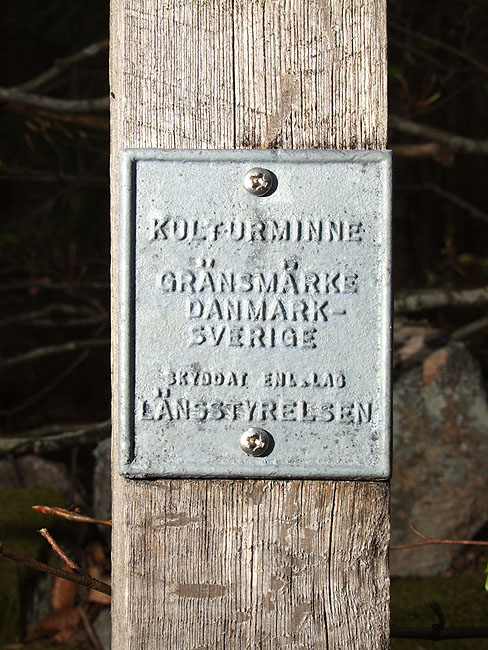 KULTURMINNE
GRÄNSMÄRKE
DANMARK-
SVERIGE
SKYDDAT ENL. LAG
LÄNSSTYRELSEN